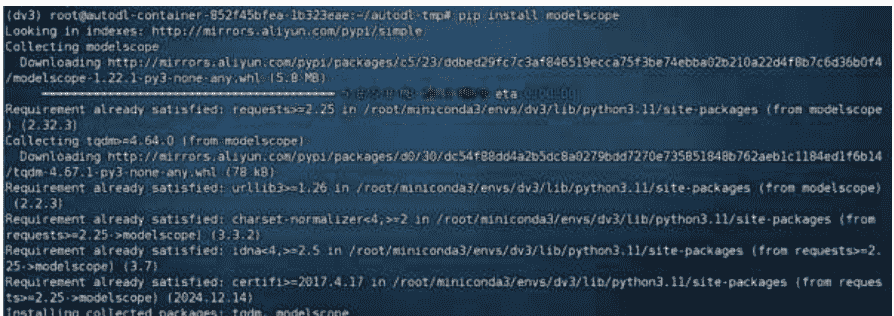 (dv3) root@autodl-container-852f45bfea-1b323eae:~/autodl-tmp# pip install modelscope
Looking in indexes: http://mirrors.aliyun.com/pypi/simple
Collecting modelscope
Downloading http://mirrors.aliyun.com/pypi/packages/c5/23/ddbed29fc7c3af846519ecca75f3be74ebba02b210a22d4f8b7c6d36b0f4
/modelscope-1.22.1-py3-none-any.whl (5.8 MB)
eta
Requirement already satisfied: requests>=2.25 in /root/miniconda3/envs/dv3/lib/python3.11/site-packages (from modelscope
) (2.32.3)
Collecting tqdm>=4.64.0 (from modelscope)
Downloading http://mirrors.aliyun.com/pypi/packages/d0/30/dc54f88dd4a2b5dc8a0279bdd7270e735851848b762aeb1c1184ed1f6b14
/tqdm-4.67.1-py3-none-any.whl (78 kB)
Requirement already satisfied: urllib3>=1.26 in /root/miniconda3/envs/dv3/lib/python3.11/site-packages (from modelscope)
(2.2.3)
Requirement already satisfied: charset-normalizer<4,>=2 in /root/miniconda3/envs/dv3/lib/python3.11/site-packages (from
requests>=2.25->modelscope) (3.3.2)
Requirement already satisfied: idna<4,>=2.5 in /root/miniconda3/envs/dv3/lib/python3.11/site-packages (from requests>=2.
25->modelscope) (3.7)
Requirement already satisfied: certifi>=2017.4.17 in /root/miniconda3/envs/dv3/lib/python3.11/site-packages (from reques
ts>=2.25->modelscope) (2024.12.14)
Installing collected packages: tqdm, modelscope